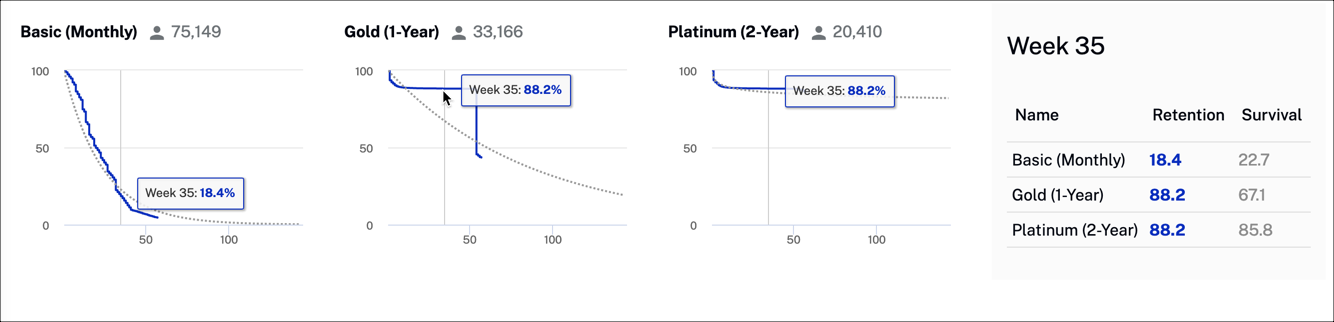 Basic (Monthly) 75,149
100
50
0
50 100
Week 35: 18.4%
Gold (1-Year) 33,166
100
50
0
50 100
Week 35: 88.2%
Platinum (2-Year) 20,410
100
50
0
50 100
Week 35: 88.2%
Week 35
Name Retention Survival
Basic (Monthly) 18.4 22.7
Gold (1-Year) 88.2 67.1
Platinum (2-Year) 88.2 85.8